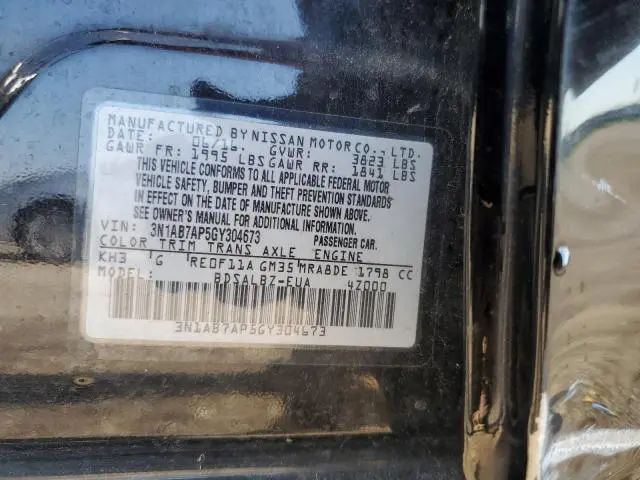 MANUFACTURED BY NISSAN MOTOR CO., LTD.
DATE: 06/16 GVWR: 3823 LBS
GAWR FR: 1995 LBS GAWR RR: 1841 LBS
THIS VEHICLE CONFORMS TO ALL APPLICABLE FEDERAL MOTOR
VEHICLE SAFETY, BUMPER AND THEFT PREVENTION STANDARDS
IN EFFECT ON THE DATE OF MANUFACTURE SHOWN ABOVE.
SEE OWNER'S MANUAL FOR ADDITIONAL INFORMATION.
VIN: 3N1AB7AP5GY304673 PASSENGER CAR.
COLOR TRIM TRANS AXLE ENGINE
KH3 G RE0F11A GM35 MRA8DE 1798 CC
MODEL: BDSALBZ-EUA 4Z000
3N1AB7AP5GY304673